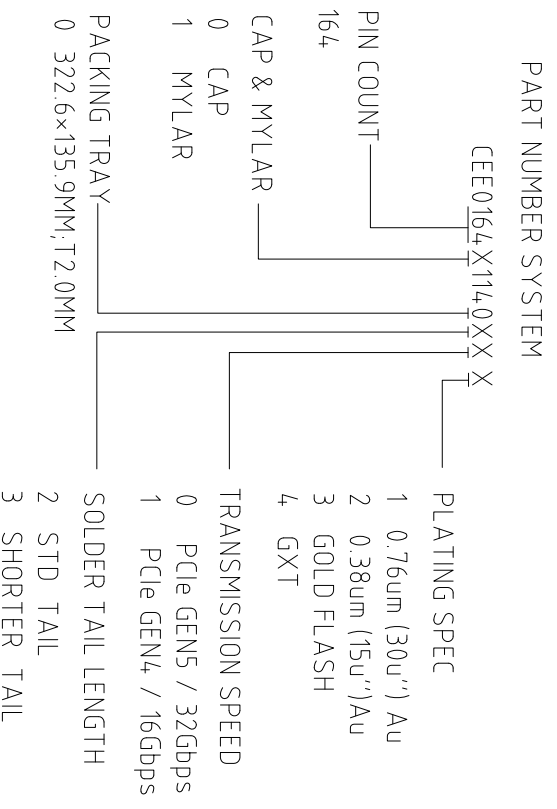 PART NUMBER SYSTEM
CEE0164X1140XX X
PIN COUNT
164
CAP & MYLAR
0 CAP
1 MYLAR
PACKING TRAY
0 322.6×135.9MM;T2.0MM
PLATING SPEC
1 0.76um (30u'') Au
2 0.38um (15u'')Au
3 GOLD FLASH
4 GXT
TRANSMISSION SPEED
0 PCIe GEN5 / 32Gbps
1 PCIe GEN4 / 16Gbps
SOLDER TAIL LENGTH
2 STD TAIL
3 SHORTER TAIL